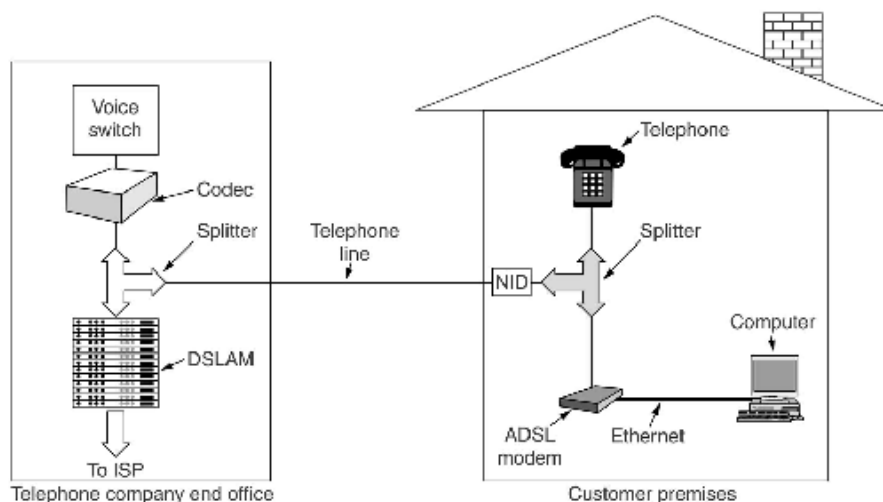 Voice
switch
Codec
Splitter
DSLAM
To ISP
Telephone company end office
Telephone
line
NID
Telephone
Splitter
Computer
ADSL
modem
Ethernet
Customer premises